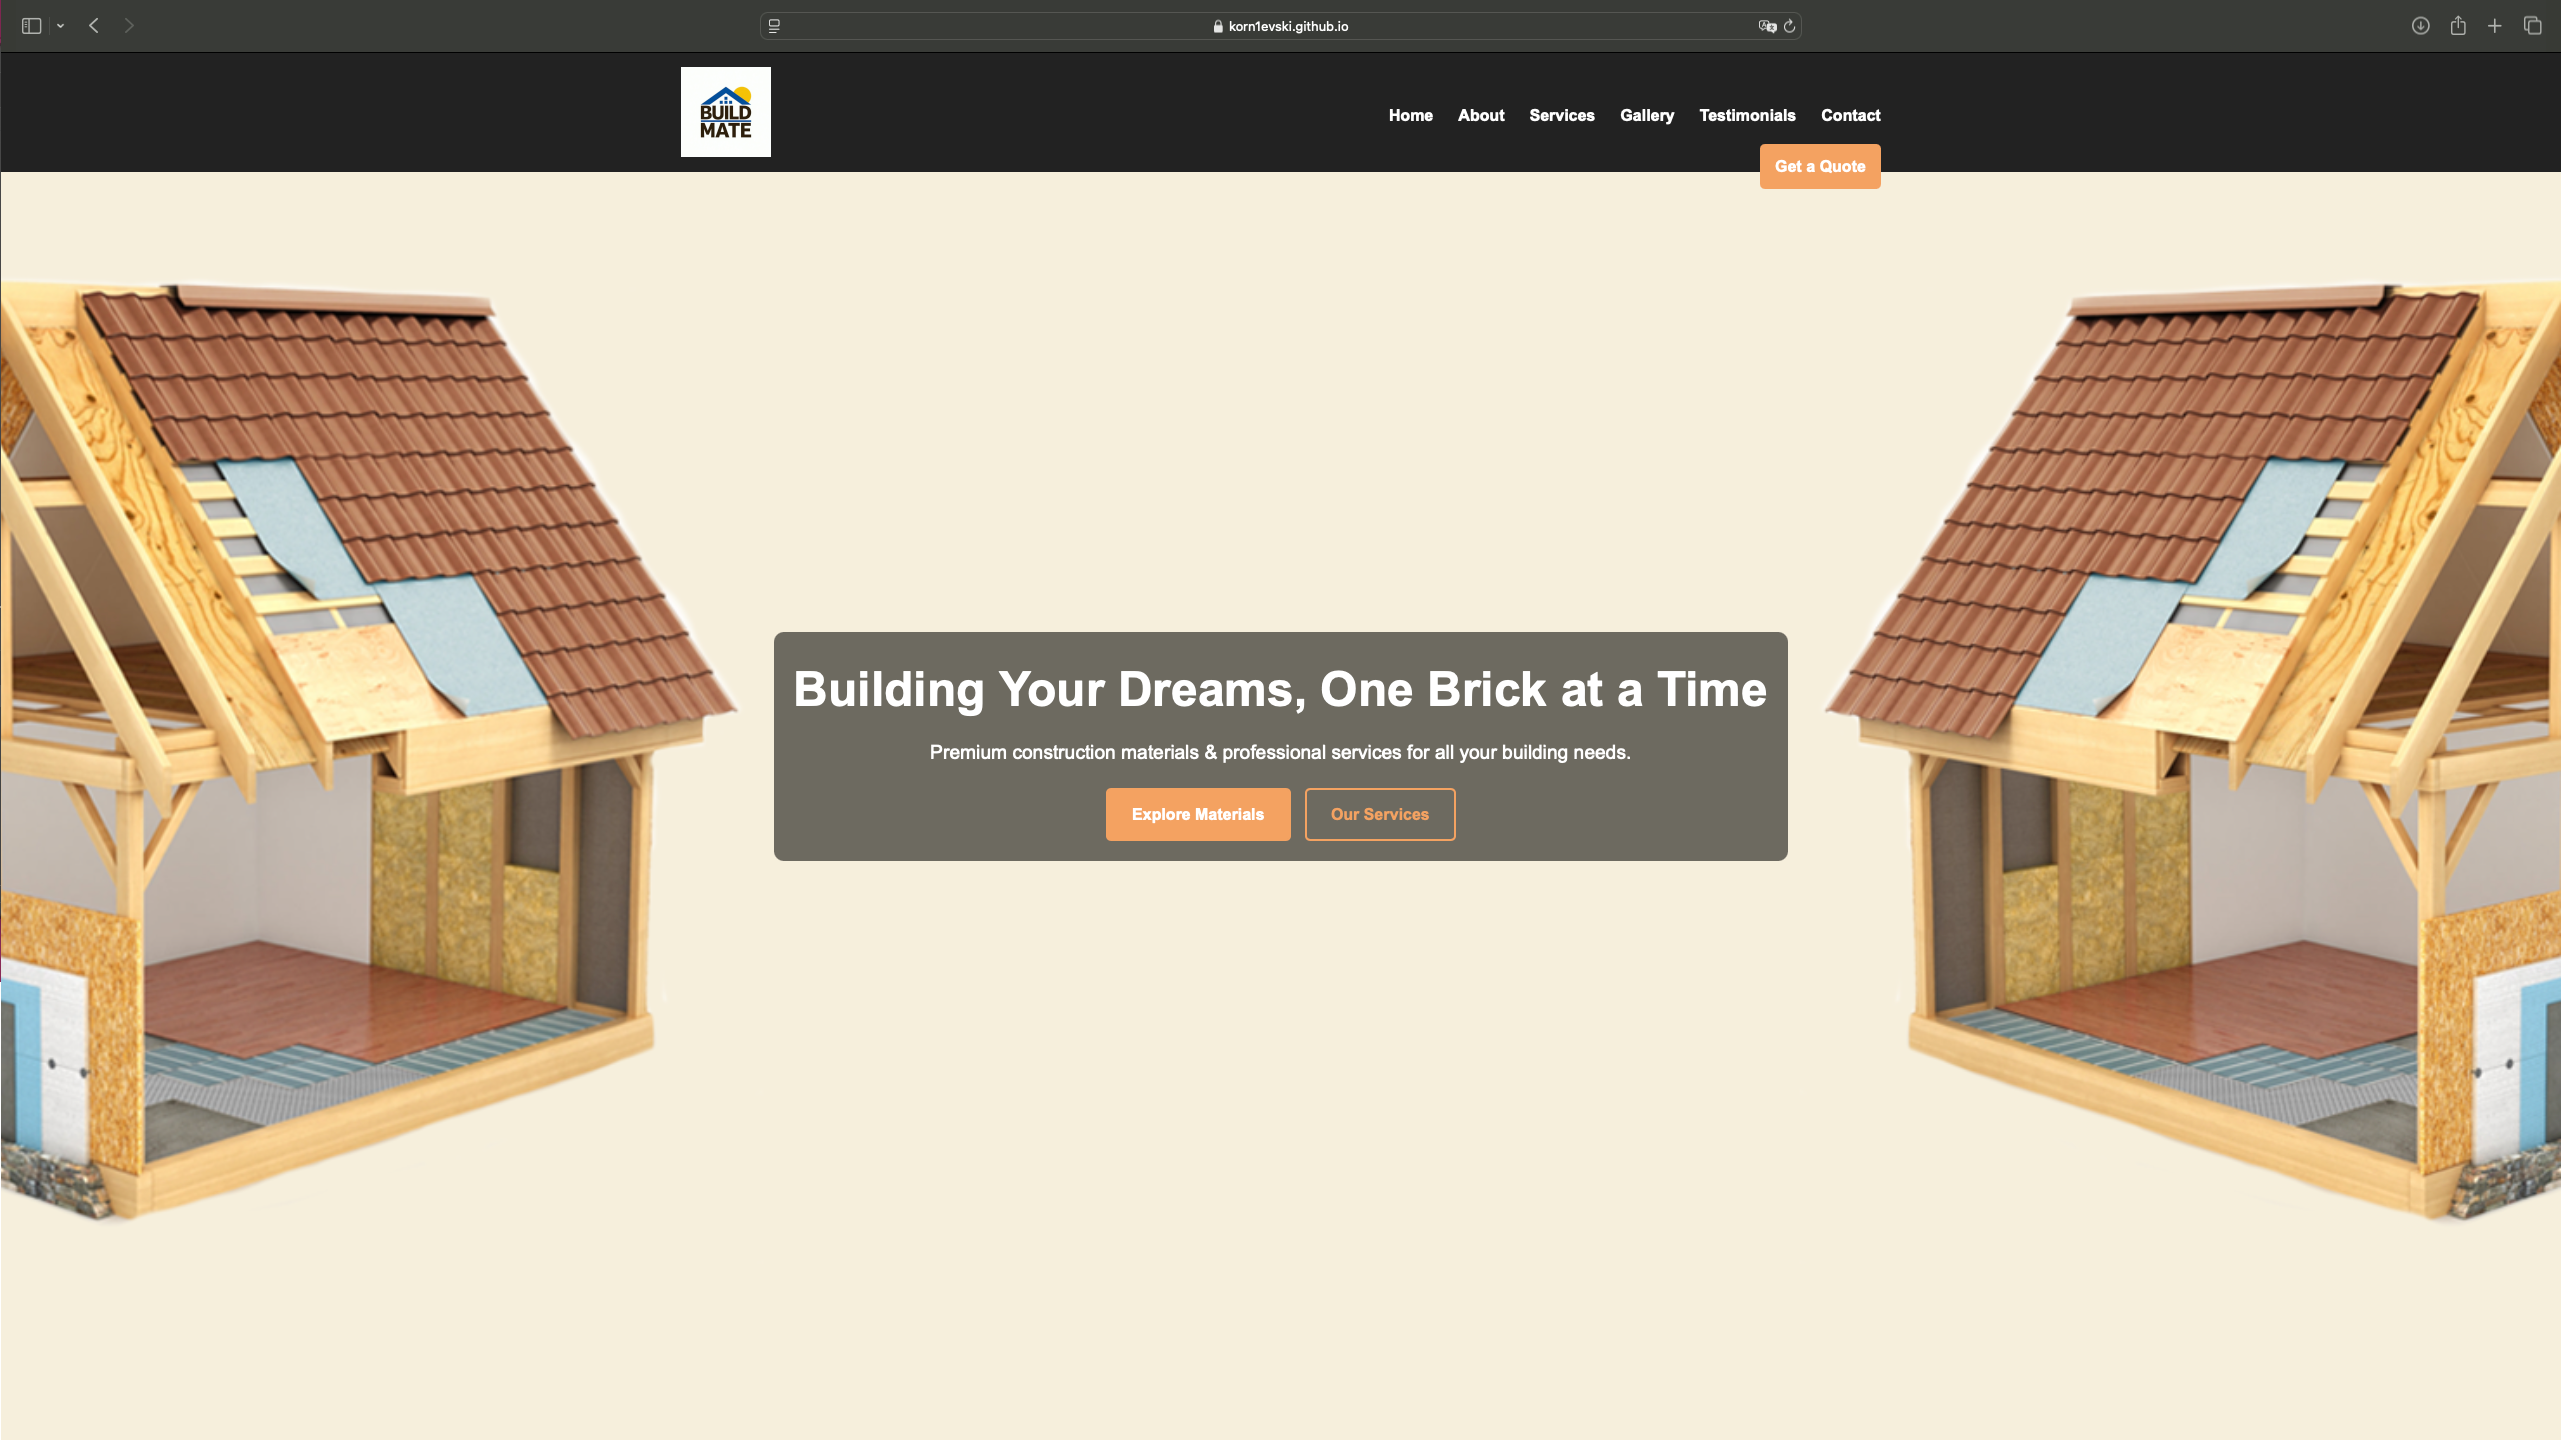 korn1evski.github.io
BUILD
MATE
Home About Services Gallery Testimonials Contact
Get a Quote
Building Your Dreams, One Brick at a Time
Premium construction materials & professional services for all your building needs.
Explore Materials Our Services